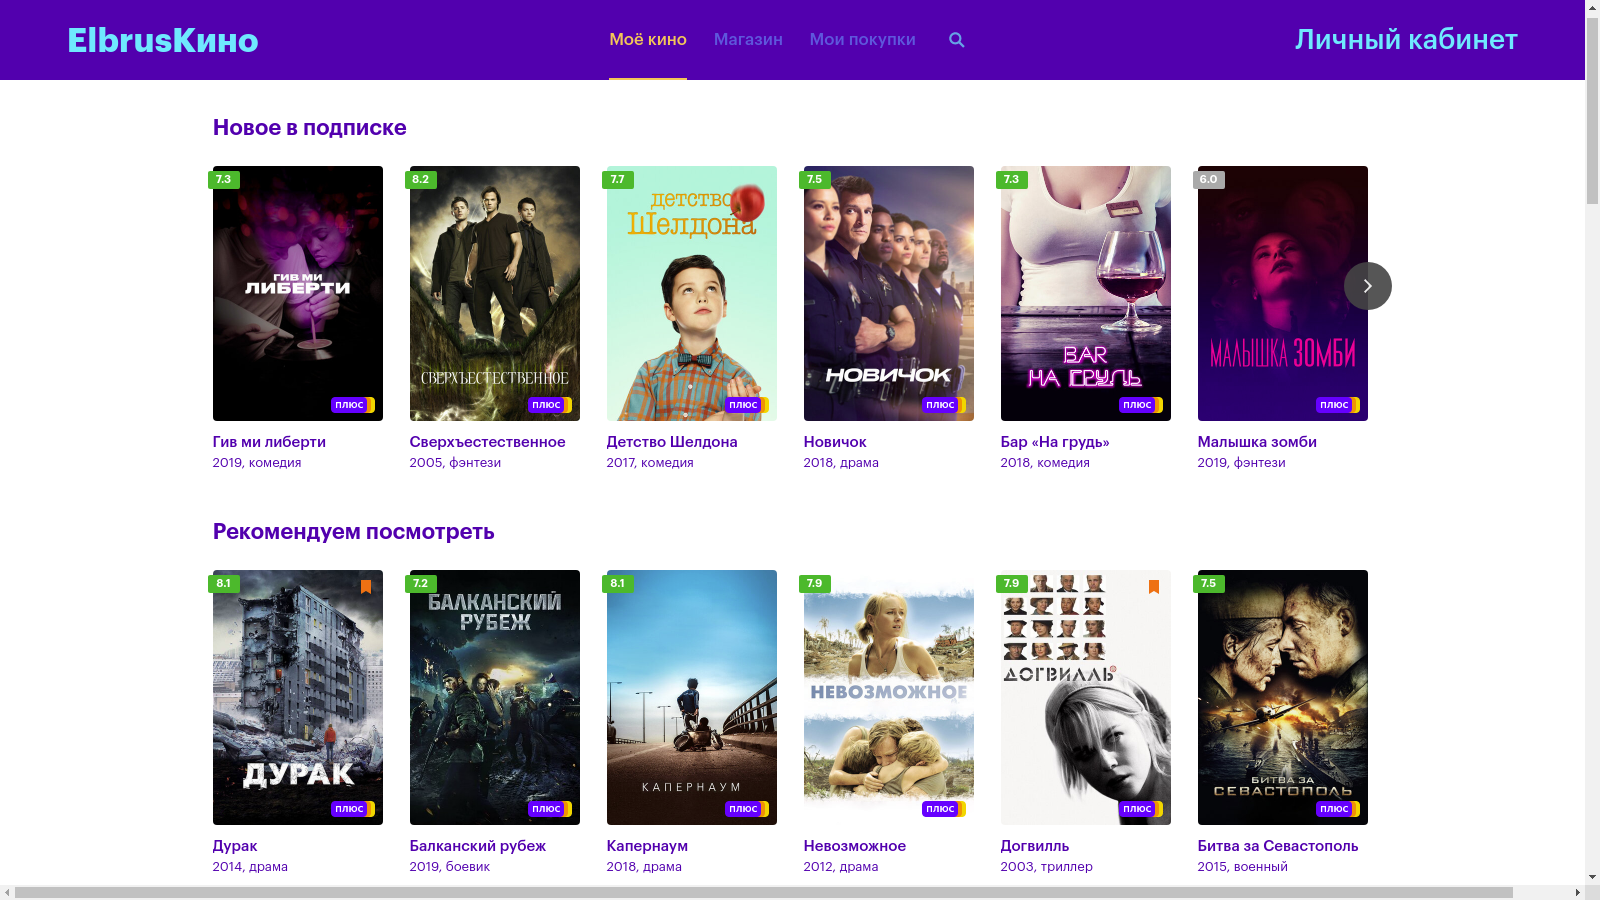 ElbrusКино
Моё кино
Магазин
Мои покупки
Личный кабинет
Новое в подписке
7.3
ГИВ МИ
ЛИБЕРТИ
ПЛЮС
8.2
СВЕРХЪЕСТЕСТВЕННОЕ
ПЛЮС
7.7
детство
Шелдона
ПЛЮС
7.5
НОВИЧОК
ПЛЮС
7.3
BAR
НА ГРУДЬ
ПЛЮС
6.0
МАЛЫШКА ЗОМБИ
ПЛЮС
Гив ми либерти
2019, комедия
Сверхъестественное
2005, фэнтези
Детство Шелдона
2017, комедия
Новичок
2018, драма
Бар «На грудь»
2018, комедия
Малышка зомби
2019, фэнтези
Рекомендуем посмотреть
8.1
ДУРАК
ПЛЮС
7.2
БАЛКАНСКИЙ
РУБЕЖ
ПЛЮС
8.1
КАПЕРНАУМ
ПЛЮС
7.9
НЕВОЗМОЖНОЕ
ПЛЮС
7.9
ДОГВИЛЛЬ
ПЛЮС
7.5
БИТВА ЗА
СЕВАСТОПОЛЬ
ПЛЮС
Дурак
2014, драма
Балканский рубеж
2019, боевик
Капернаум
2018, драма
Невозможное
2012, драма
Догвилль
2003, триллер
Битва за Севастополь
2015, военный